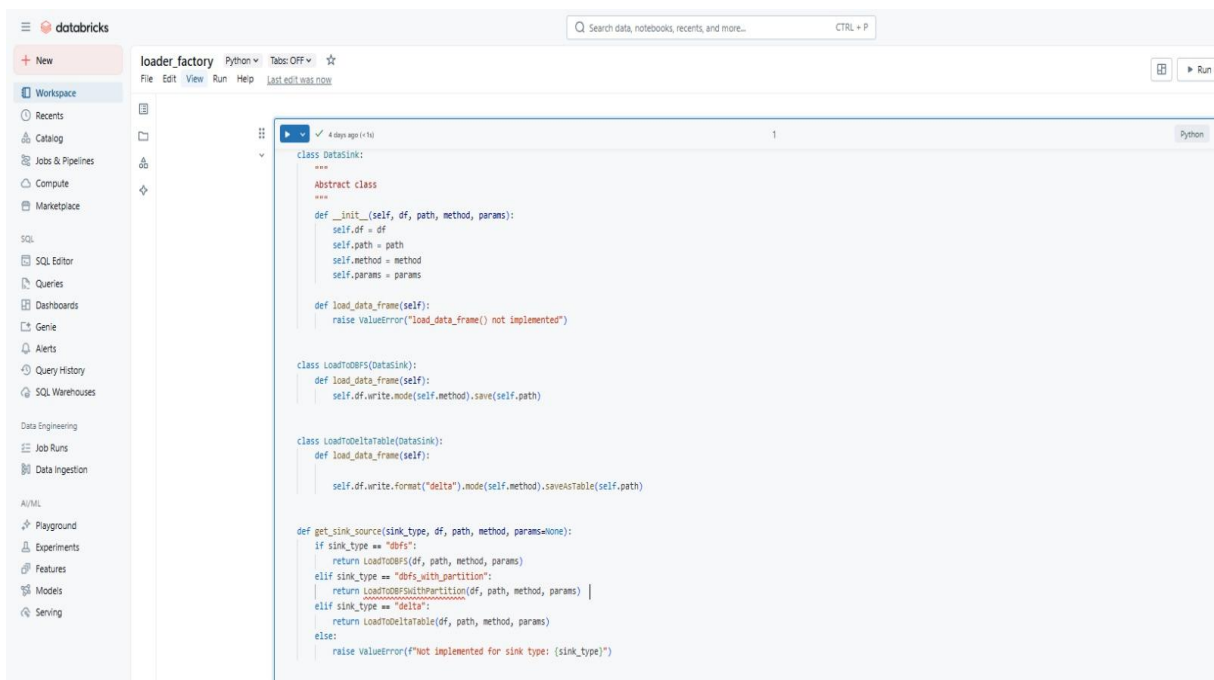 databricks
Search data, notebooks, recents, and more...
CTRL + P
New
Workspace
Recents
Catalog
Jobs & Pipelines
Compute
Marketplace
SQL
SQL Editor
Queries
Dashboards
Genie
Alerts
Query History
SQL Warehouses
Data Engineering
Job Runs
Data Ingestion
AI/ML
Playground
Experiments
Features
Models
Serving
loader_factory Python Tabs: OFF
File Edit View Run Help Last edit was now
Run
4 days ago (<1s)
1
Python
class DataSink:
"""
Abstract class
"""
def __init__(self, df, path, method, params):
self.df = df
self.path = path
self.method = method
self.params = params
def load_data_frame(self):
raise ValueError("load_data_frame() not implemented")
class LoadToDBFS(DataSink):
def load_data_frame(self):
self.df.write.mode(self.method).save(self.path)
class LoadToDeltaTable(DataSink):
def load_data_frame(self):
self.df.write.format("delta").mode(self.method).saveAsTable(self.path)
def get_sink_source(sink_type, df, path, method, params=None):
if sink_type == "dbfs":
return LoadToDBFS(df, path, method, params)
elif sink_type == "dbfs_with_partition":
return LoadToDBFSWithPartition(df, path, method, params)
elif sink_type == "delta":
return LoadToDeltaTable(df, path, method, params)
else:
raise ValueError(f"Not implemented for sink type: {sink_type}")